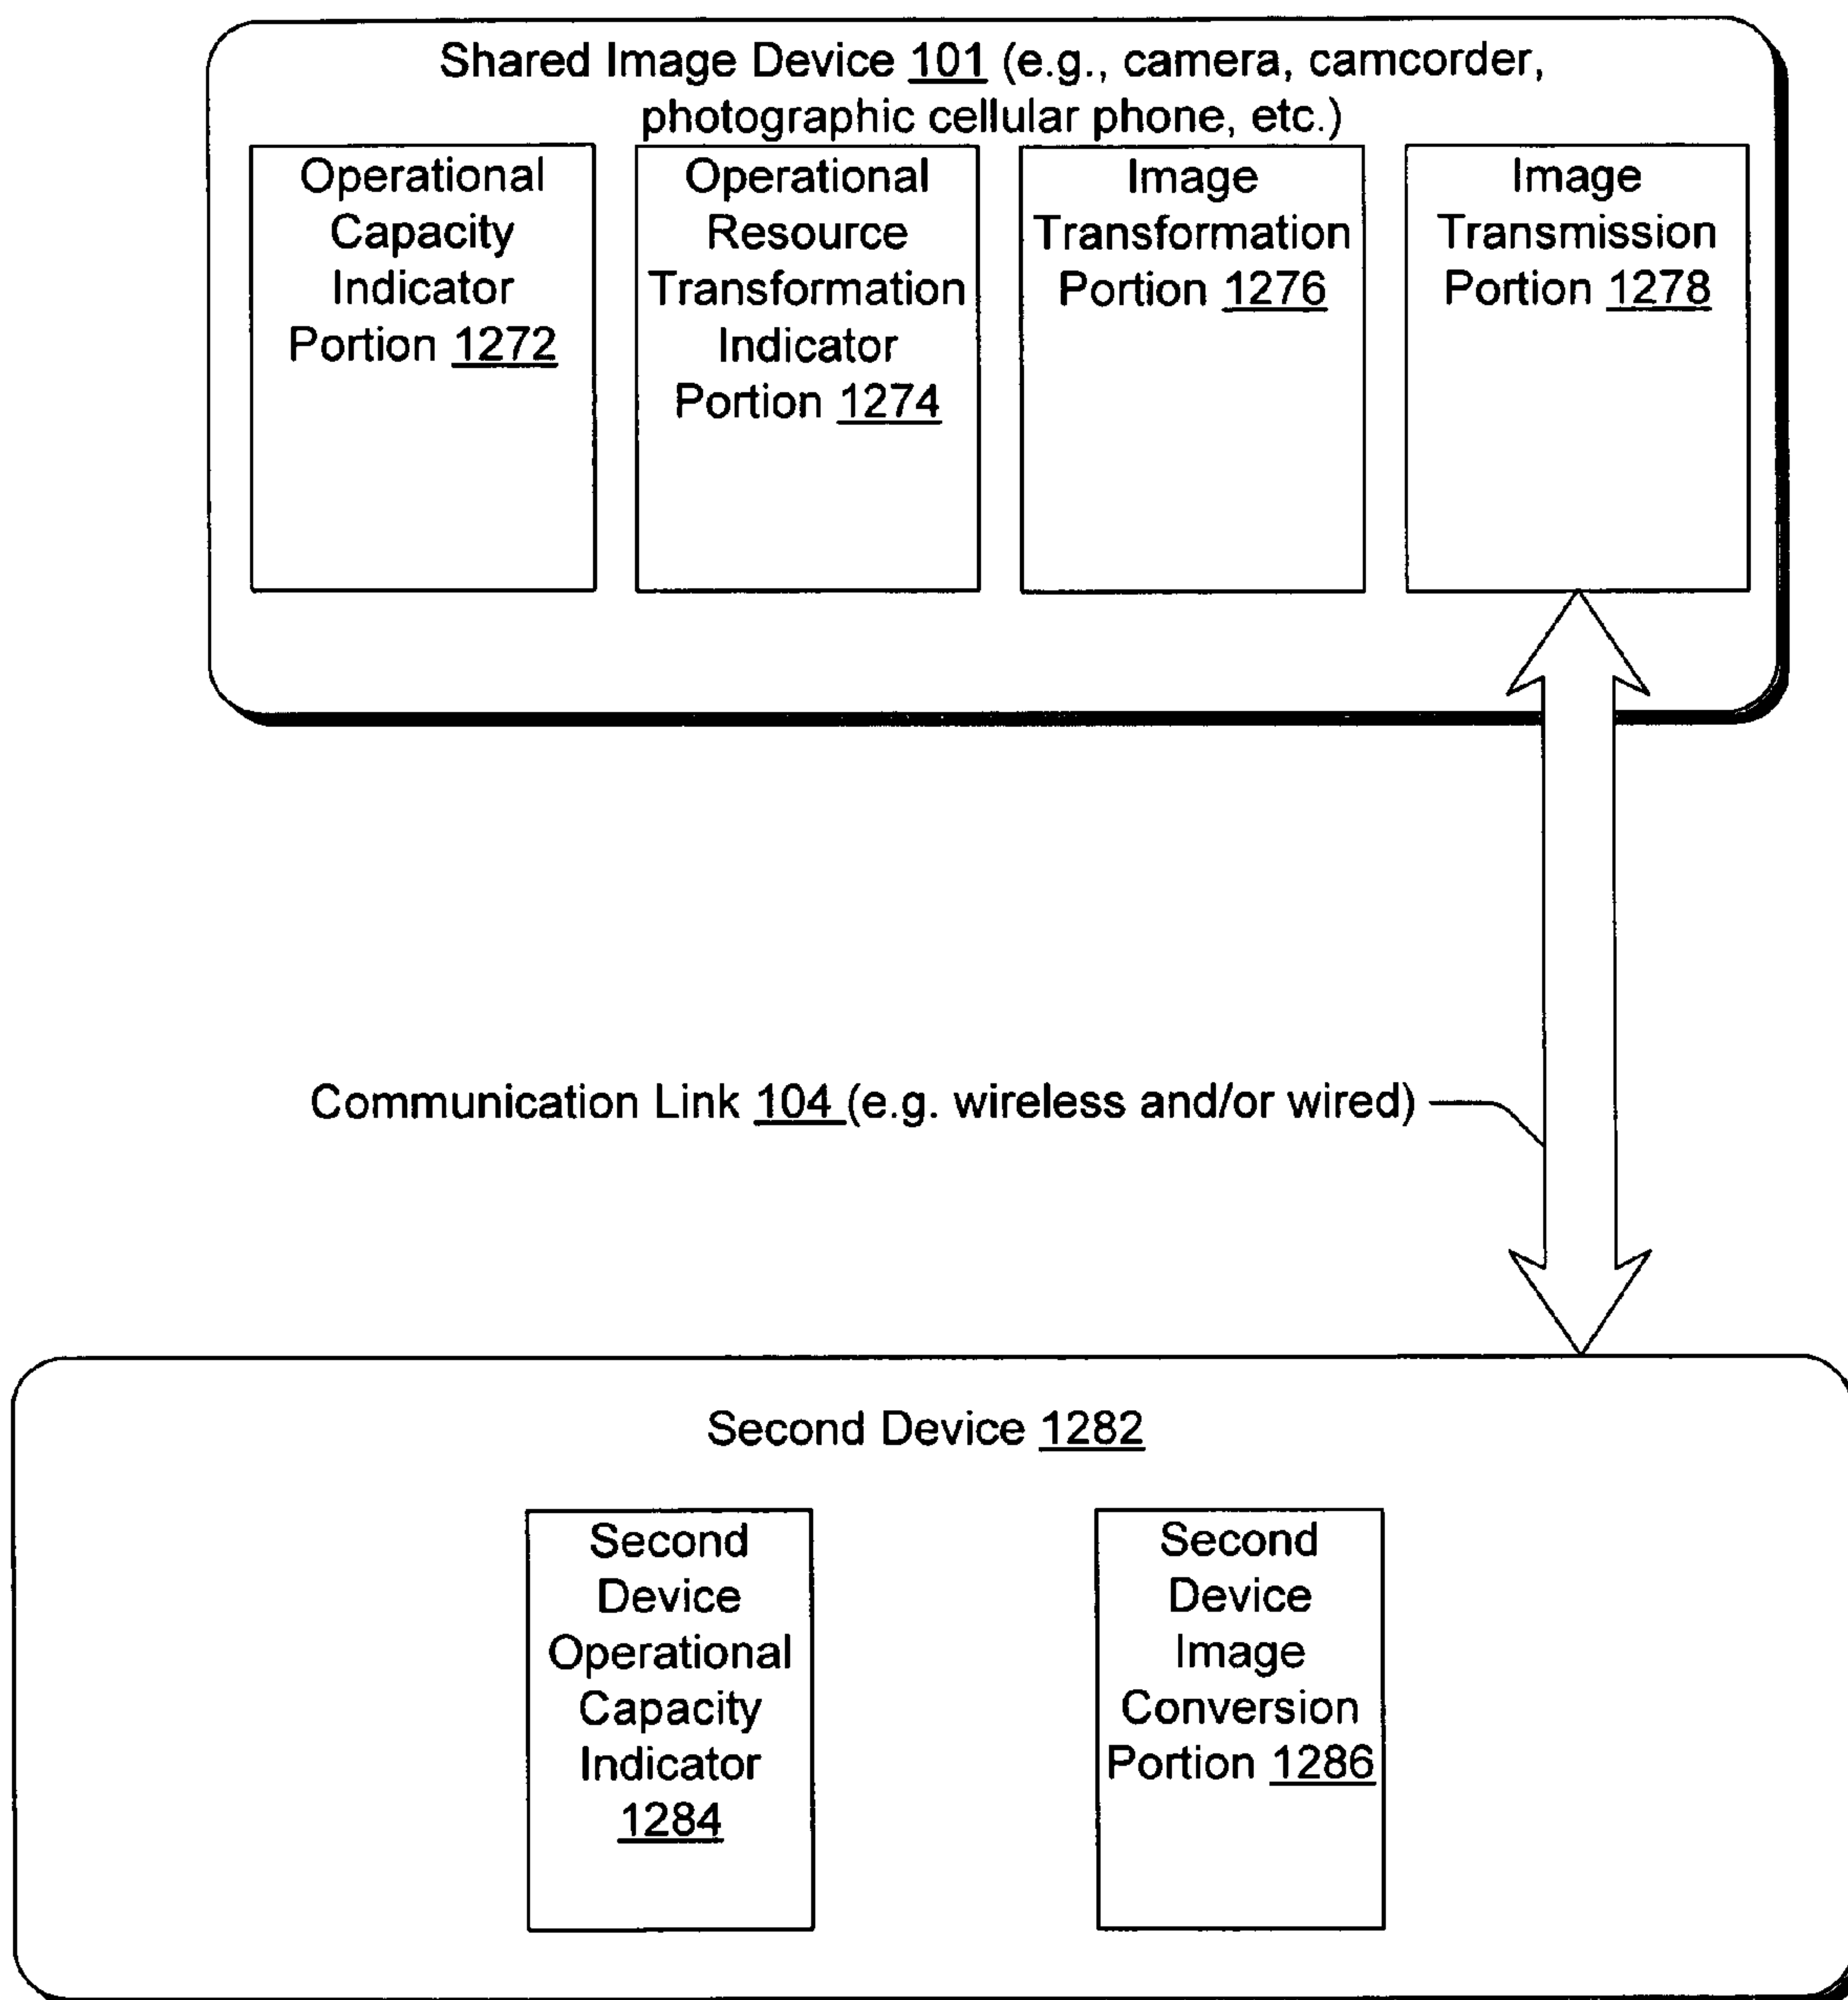 Shared Image Device 101 (e.g., camera, camcorder,
photographic cellular phone, etc.)
Operational
Capacity
Indicator
Portion 1272
Operational
Resource
Transformation
Indicator
Portion 1274
Image
Transformation
Portion 1276
Image
Transmission
Portion 1278
Communication Link 104 (e.g. wireless and/or wired)
Second Device 1282
Second
Device
Operational
Capacity
Indicator
1284
Second
Device
Image
Conversion
Portion 1286